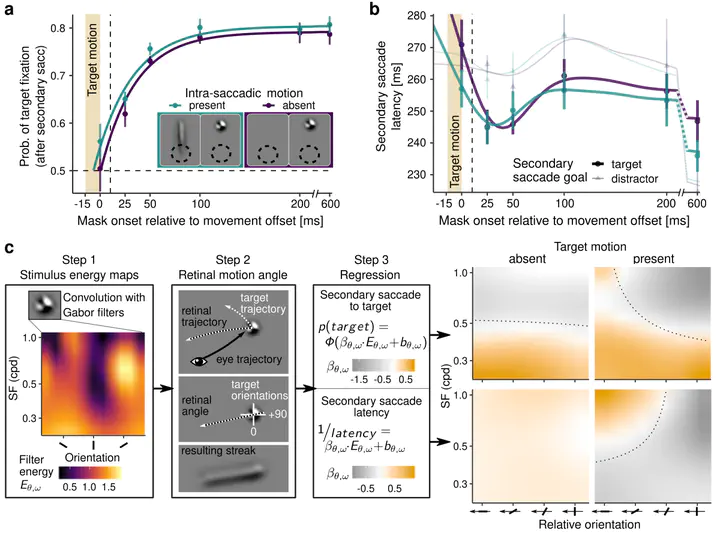 a
Prob. of target fixation
(after secondary sacc)
0.8
0.7
0.6
0.5
Target motion
Intra-saccadic motion
present
absent
-15 0 25 50 100 200 600
Mask onset relative to movement offset [ms]
b
Secondary saccade
latency [ms]
280
270
260
250
240
230
Target motion
Secondary
saccade goal
target
distractor
-15 0 25 50 100 200 600
Mask onset relative to movement offset [ms]
c
Step 1
Stimulus energy maps
Convolution with
Gabor filters
SF (cpd)
1.0
0.5
0.3
Orientation
Filter
energy
Eθ,ω
0.5 1.0 1.5
Step 2
Retinal motion angle
target
trajectory
retinal
trajectory
eye trajectory
target
orientations
retinal
angle
+90
0
resulting streak
Step 3
Regression
Secondary saccade
to target
p(target) =
Φ(βθ,ω·Eθ,ω+bθ,ω)
βθ,ω
-1.5 -0.5 0.5
Secondary saccade
latency
1/latency =
βθ,ω·Eθ,ω+bθ,ω
βθ,ω
-0.5 0.5
Target motion
absent present
SF (cpd)
1.0
0.5
0.3
1.0
0.5
0.3
Relative orientation